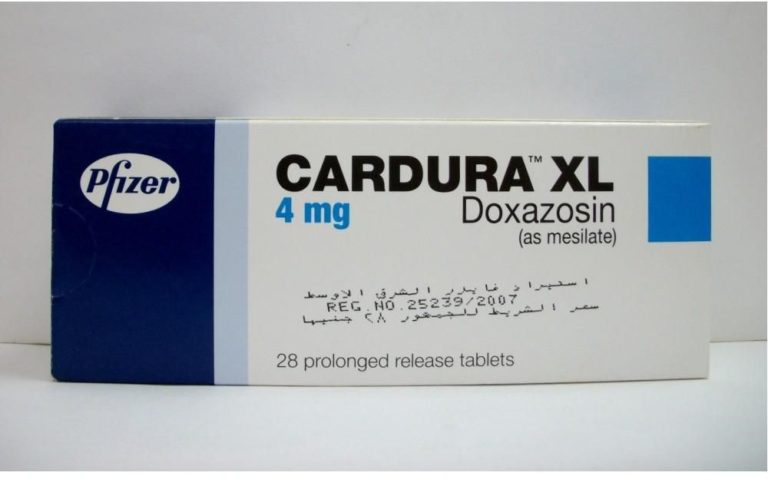 Pfizer
CARDURA™ XL
4 mg Doxazosin
(as mesilate)
استيراد فايزر الشرق الاوسط
REG.NO.25239/2007
سعر الشريط للجمهور ٢٨ جنيها
28 prolonged release tablets